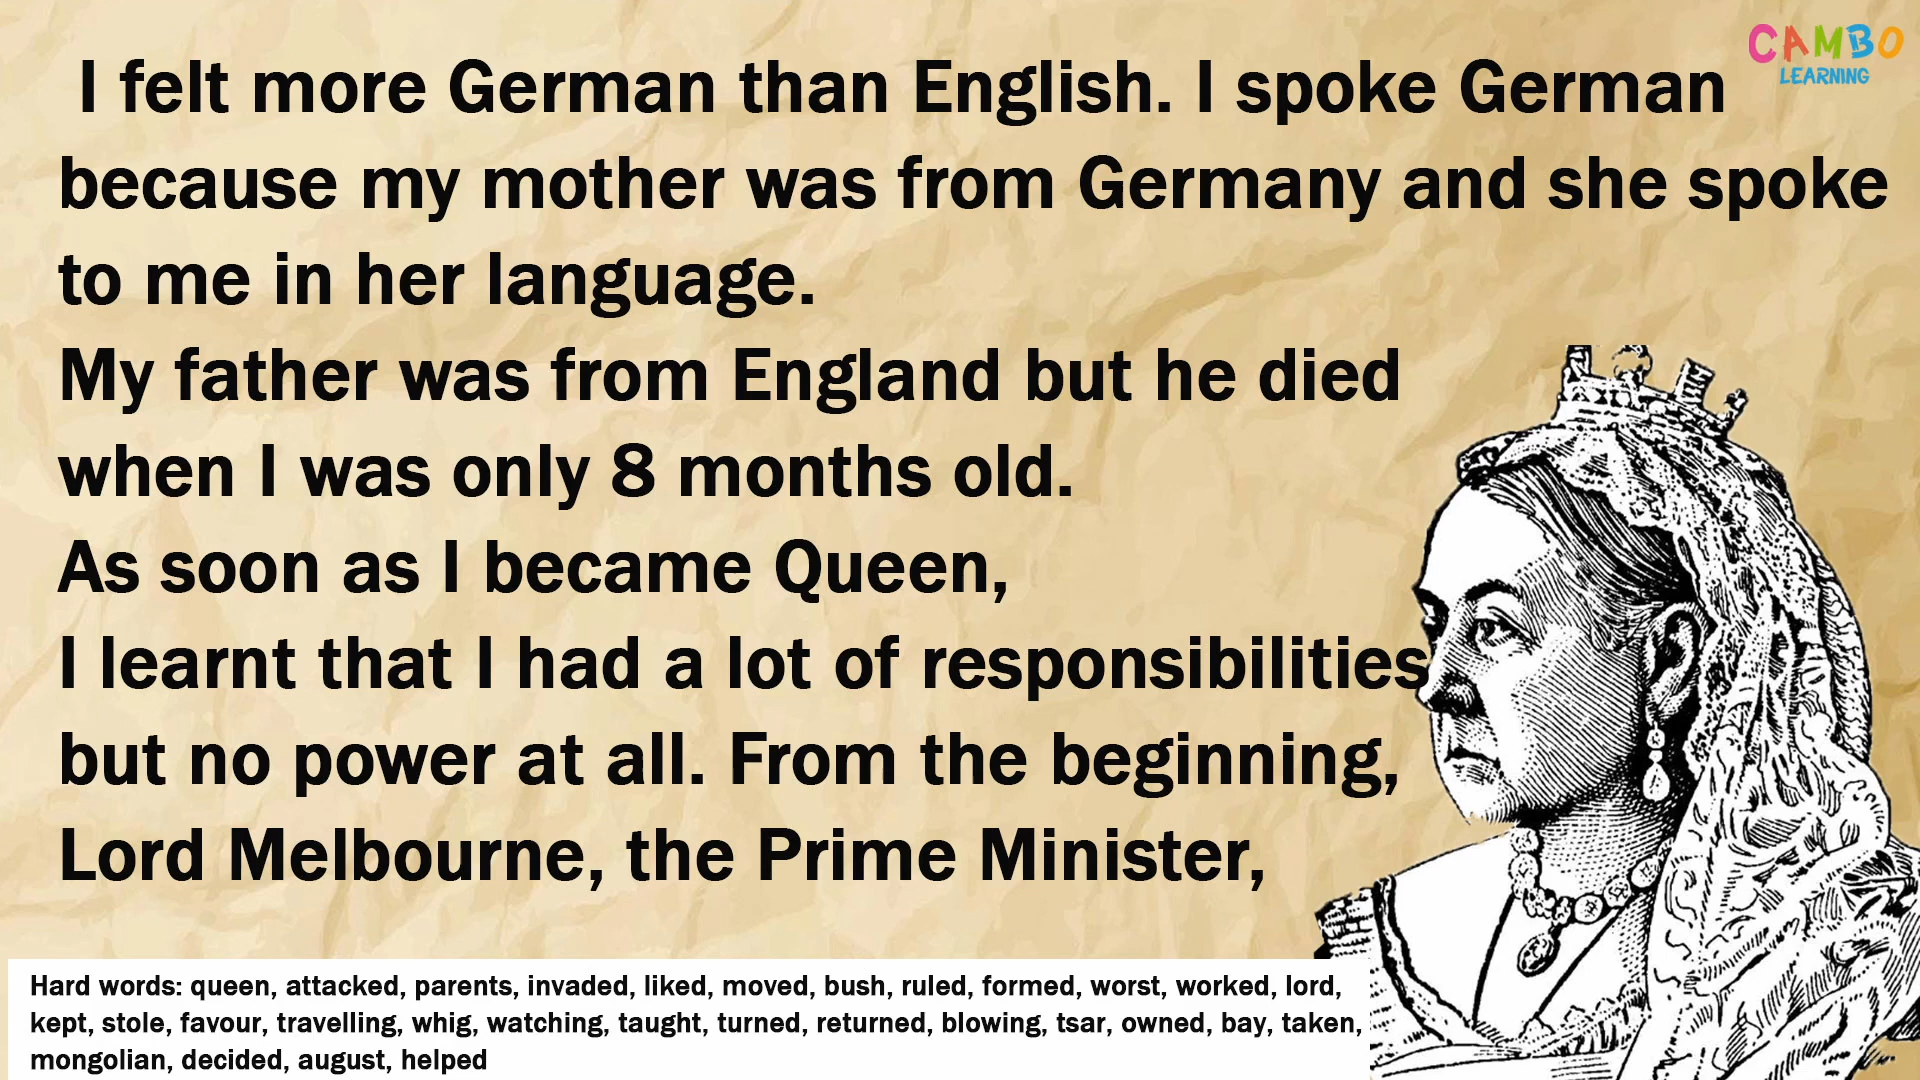 CAMBO
LEARNING
I felt more German than English. I spoke German
because my mother was from Germany and she spoke
to me in her language.
My father was from England but he died
when I was only 8 months old.
As soon as I became Queen,
I learnt that I had a lot of responsibilities
but no power at all. From the beginning,
Lord Melbourne, the Prime Minister,
Hard words: queen, attacked, parents, invaded, liked, moved, bush, ruled, formed, worst, worked, lord,
kept, stole, favour, travelling, whig, watching, taught, turned, returned, blowing, tsar, owned, bay, taken,
mongolian, decided, august, helped